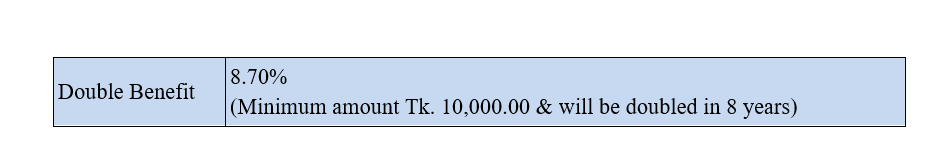 Double Benefit
8.70%
(Minimum amount Tk. 10,000.00 & will be doubled in 8 years)